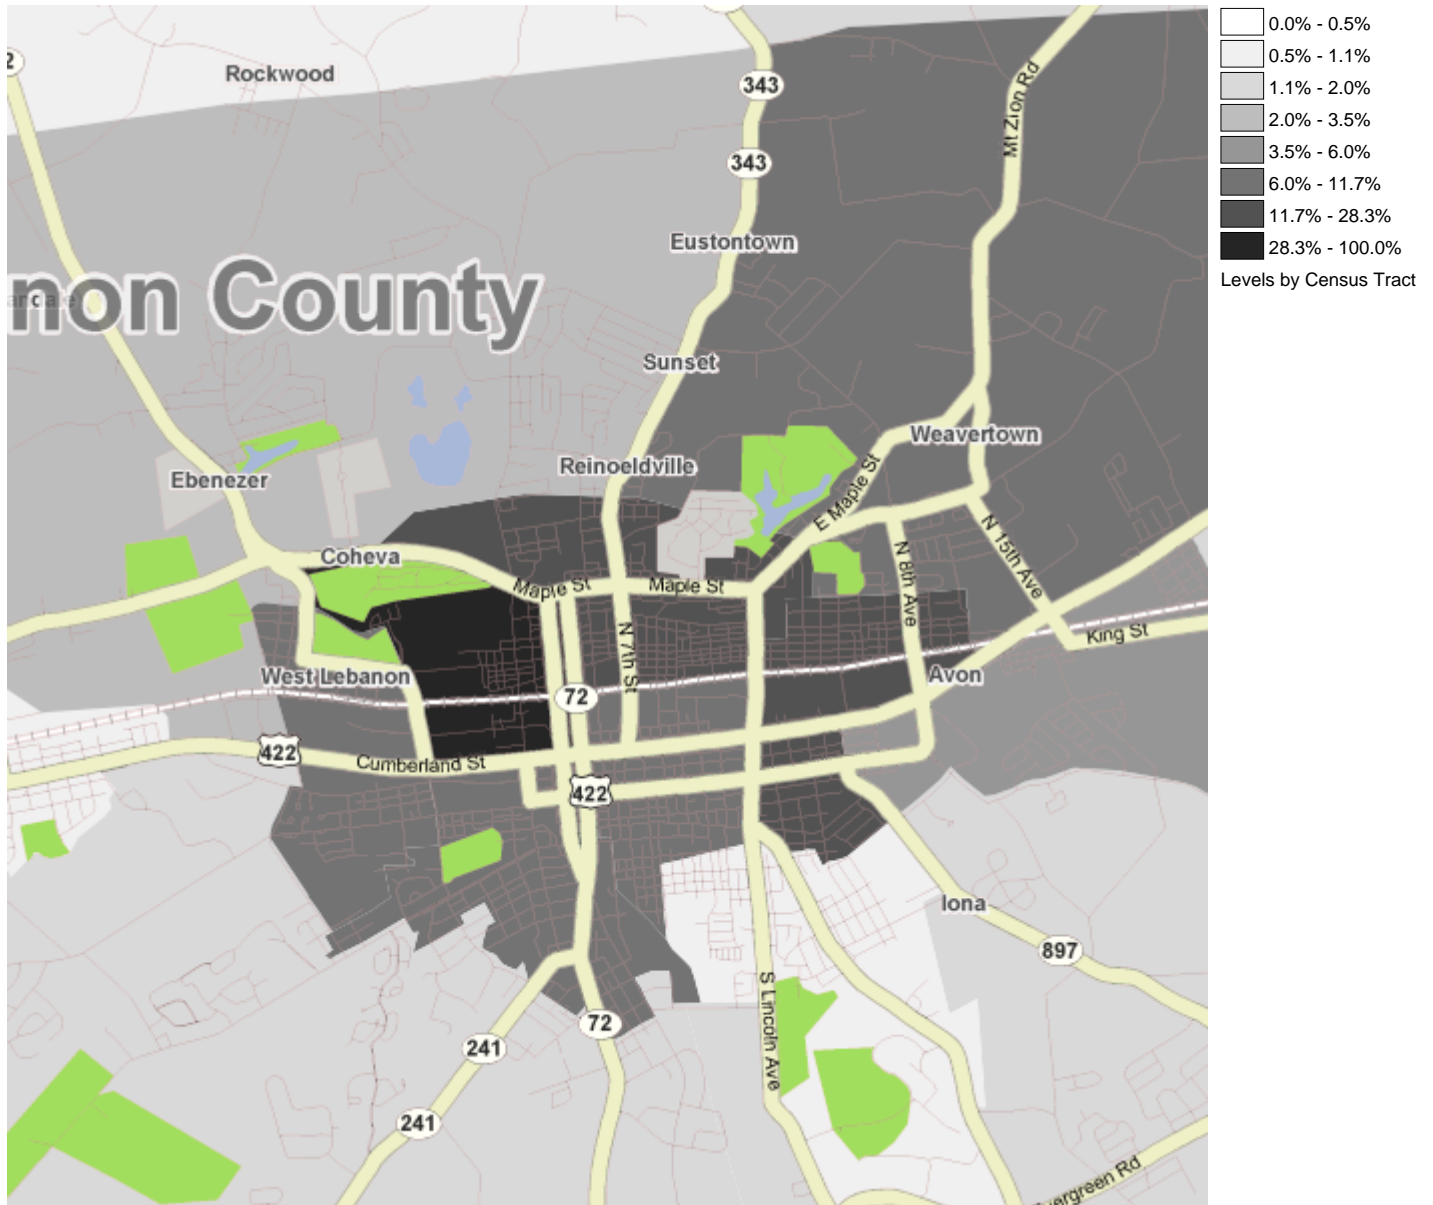 0.0% - 0.5%
0.5% - 1.1%
1.1% - 2.0%
2.0% - 3.5%
3.5% - 6.0%
6.0% - 11.7%
11.7% - 28.3%
28.3% - 100.0%
Levels by Census Tract
2
Rockwood
343
Mt Zion Rd
343
Eustontown
non County
Sunset
Weavertown
Reinoeldville
Ebenezer
E Maple St
Coheva
N 15th Ave
N 8th Ave
Maple St
Maple St
N 7th St
King St
West Lebanon
Avon
72
422
Cumberland St
422
Iona
897
S Lincoln Ave
72
241
241
vergreen Rd